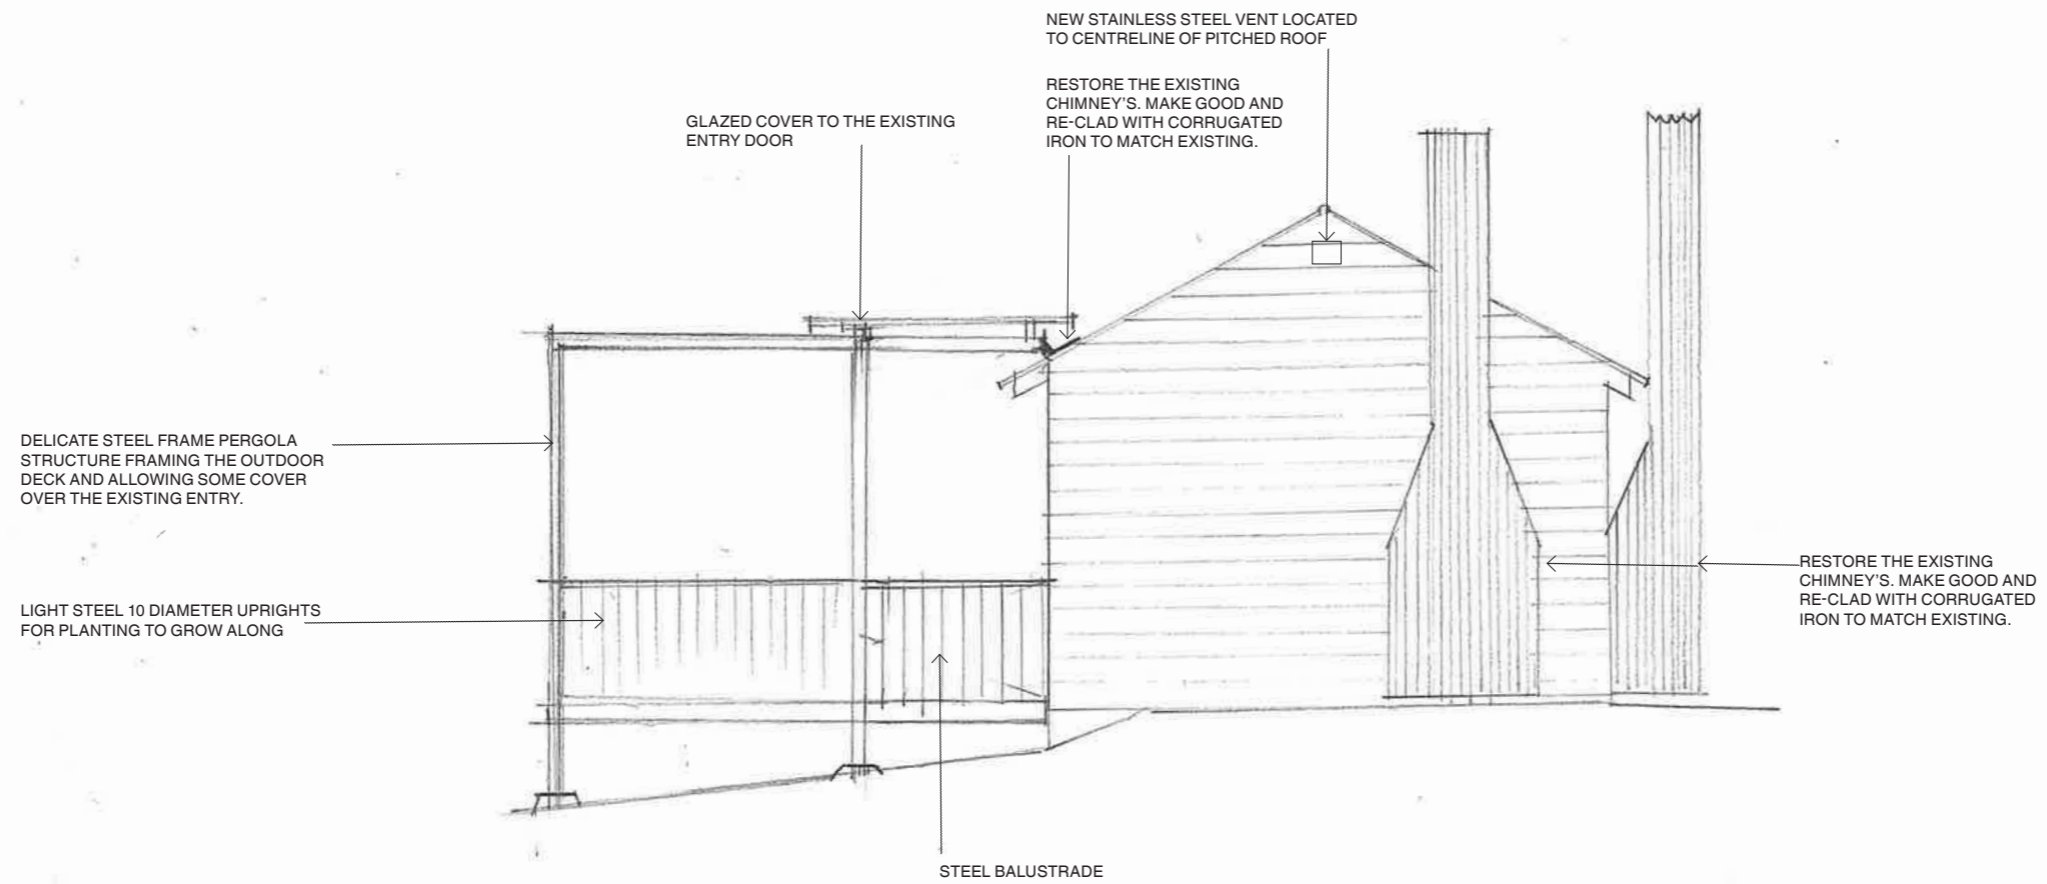 NEW STAINLESS STEEL VENT LOCATED
TO CENTRELINE OF PITCHED ROOF
RESTORE THE EXISTING
CHIMNEY'S. MAKE GOOD AND
RE-CLAD WITH CORRUGATED
IRON TO MATCH EXISTING.
GLAZED COVER TO THE EXISTING
ENTRY DOOR
DELICATE STEEL FRAME PERGOLA
STRUCTURE FRAMING THE OUTDOOR
DECK AND ALLOWING SOME COVER
OVER THE EXISTING ENTRY.
LIGHT STEEL 10 DIAMETER UPRIGHTS
FOR PLANTING TO GROW ALONG
RESTORE THE EXISTING
CHIMNEY'S. MAKE GOOD AND
RE-CLAD WITH CORRUGATED
IRON TO MATCH EXISTING.
STEEL BALUSTRADE